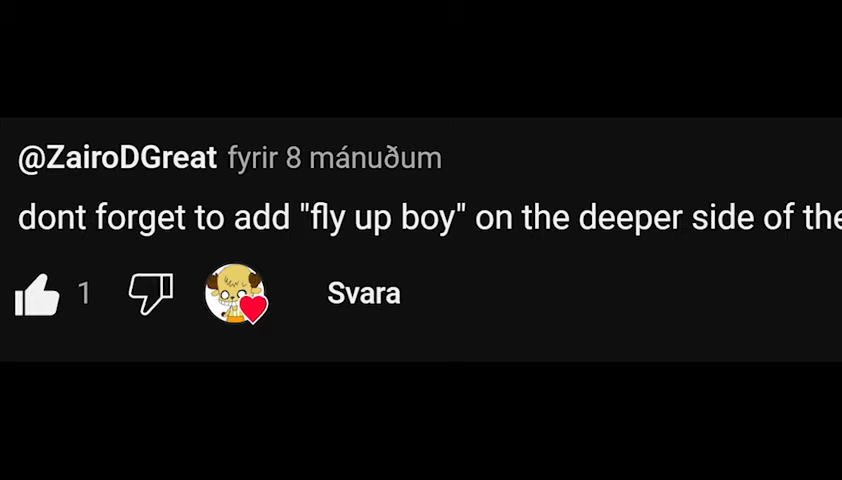 @ZairoDGreat fyrir 8 mánuðum
dont forget to add "fly up boy" on the deeper side of the
1
Svara